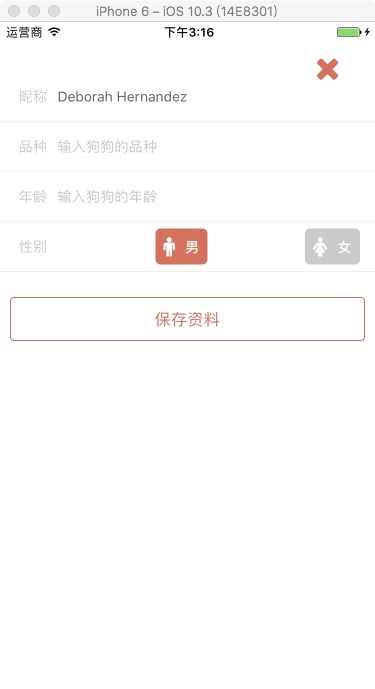 iPhone 6 – iOS 10.3 (14E8301)
运营商 下午3:16
昵称 Deborah Hernandez
品种 输入狗狗的品种
年龄 输入狗狗的年龄
性别 男 女
保存资料